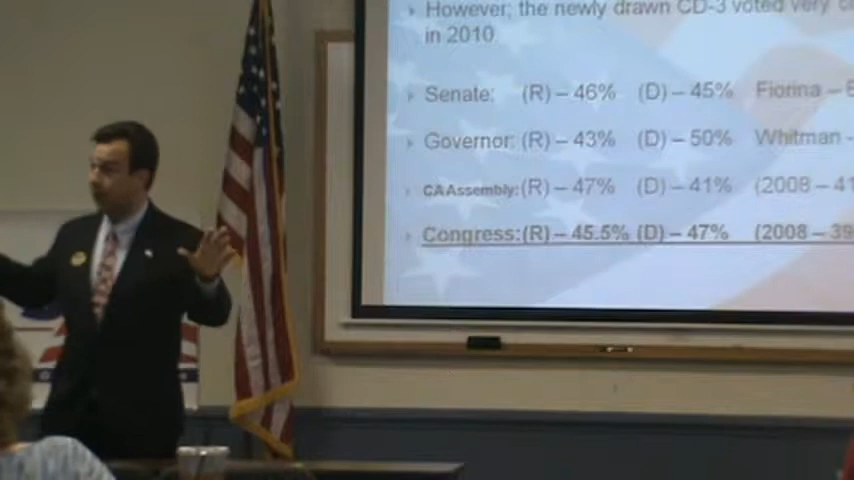 However, the newly drawn CD-3 voted very
in 2010
Senate: (R) – 46% (D) – 45% Fiorina –
Governor: (R) – 43% (D) – 50% Whitman -
CA Assembly: (R) – 47% (D) – 41% (2008 – 41
Congress: (R) – 45.5% (D) – 47% (2008 – 39